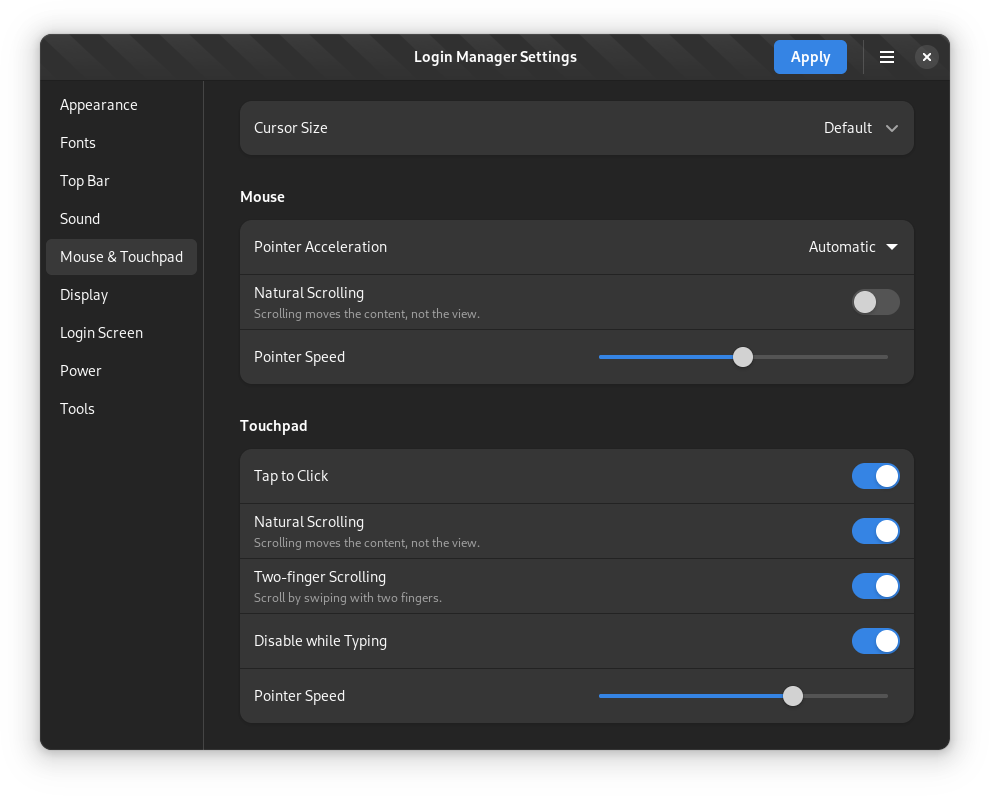 Login Manager Settings
Apply
Appearance
Fonts
Top Bar
Sound
Mouse & Touchpad
Display
Login Screen
Power
Tools
Cursor Size
Default
Mouse
Pointer Acceleration
Automatic
Natural Scrolling
Scrolling moves the content, not the view.
Pointer Speed
Touchpad
Tap to Click
Natural Scrolling
Scrolling moves the content, not the view.
Two-finger Scrolling
Scroll by swiping with two fingers.
Disable while Typing
Pointer Speed